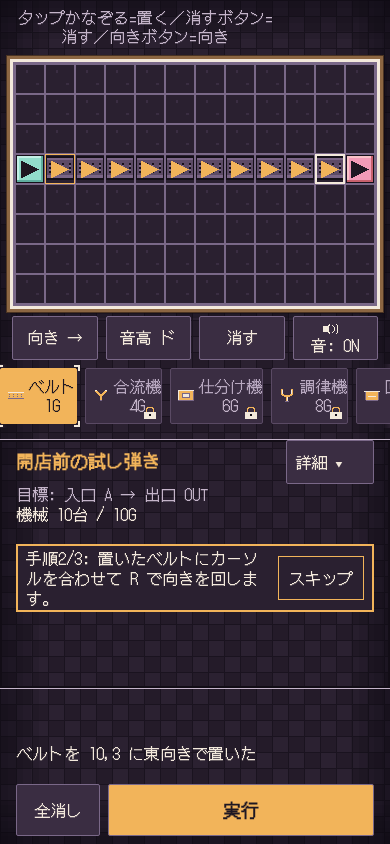 タップかなぞる=置く／消すボタン=
消す／向きボタン=向き
向き →
音高 ド
消す
音: ON
ベルト
1G
合流機
4G
仕分け機
6G
調律機
8G
開店前の試し弾き
詳細 ▾
目標: 入口 A → 出口 OUT
機械 10台 / 10G
手順2/3: 置いたベルトにカーソ
ルを合わせて R で向きを回しま
す。
スキップ
ベルトを 10,3 に東向きで置いた
全消し
実行